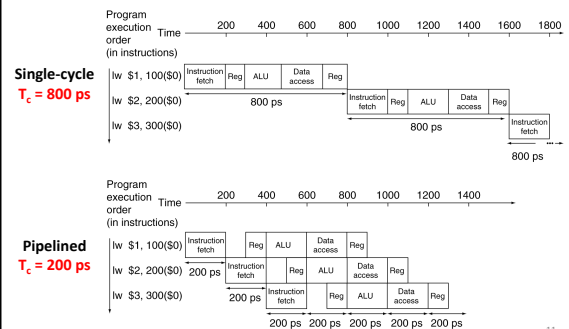 Program
execution
order
(in instructions)
Time
200 400 600 800 1000 1200 1400 1600 1800
Single-cycle
Tc = 800 ps
lw $1, 100($0)
Instruction
fetch
Reg
ALU
Data
access
Reg
lw $2, 200($0)
800 ps
Instruction
fetch
Reg
ALU
Data
access
Reg
lw $3, 300($0)
800 ps
Instruction
fetch
...
800 ps
Program
execution
order
(in instructions)
Time
200 400 600 800 1000 1200 1400
Pipelined
Tc = 200 ps
lw $1, 100($0)
Instruction
fetch
Reg
ALU
Data
access
Reg
lw $2, 200($0)
200 ps
Instruction
fetch
Reg
ALU
Data
access
Reg
lw $3, 300($0)
200 ps
Instruction
fetch
Reg
ALU
Data
access
Reg
200 ps 200 ps 200 ps 200 ps 200 ps